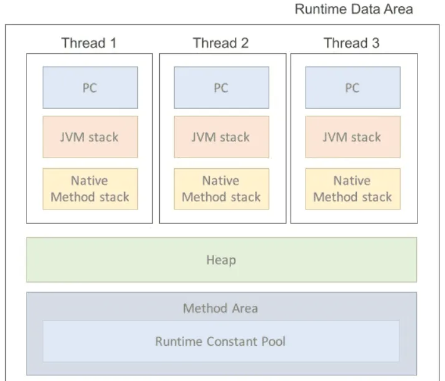 Runtime Data Area
Thread 1
Thread 2
Thread 3
PC
PC
PC
JVM stack
JVM stack
JVM stack
Native
Method stack
Native
Method stack
Native
Method stack
Heap
Method Area
Runtime Constant Pool